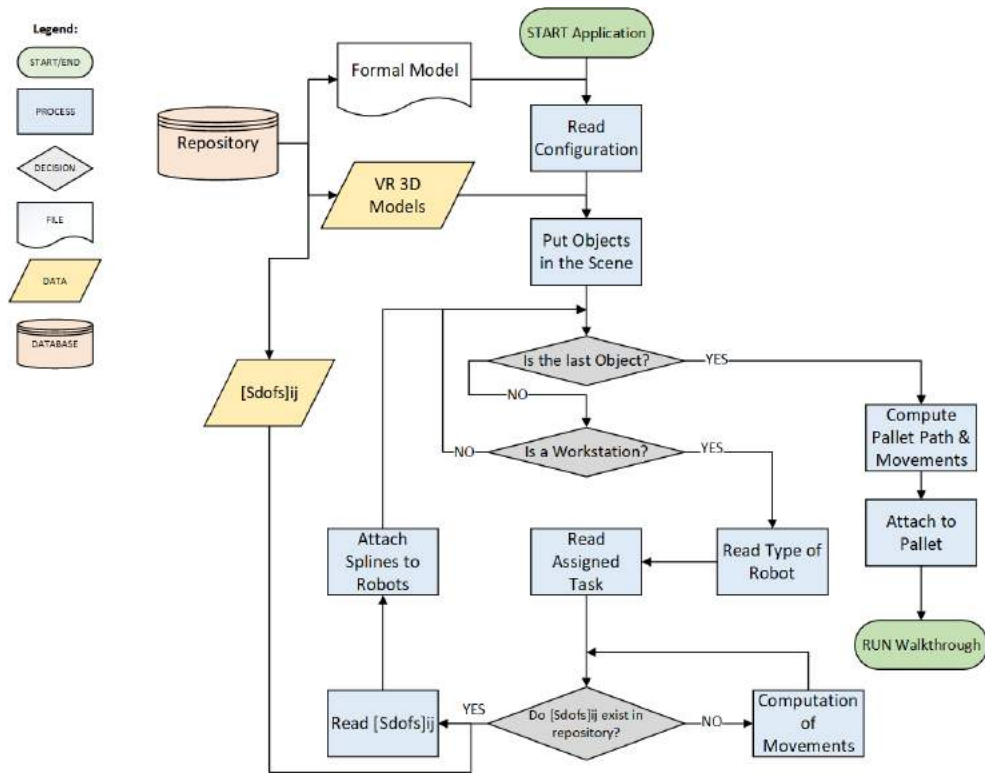 Legend:
START/END
PROCESS
DECISION
FILE
DATA
DATABASE
START Application
Formal Model
Repository
Read
Configuration
VR 3D
Models
Put Objects
in the Scene
Is the last Object?
YES
NO
[Sdofs]ij
Is a Workstation?
NO
YES
Compute
Pallet Path &
Movements
Attach to
Pallet
Attach
Splines to
Robots
Read
Assigned
Task
Read Type of
Robot
RUN Walkthrough
Read [Sdofs]ij
YES
Do [Sdofs]ij exist in
repository?
NO
Computation
of
Movements